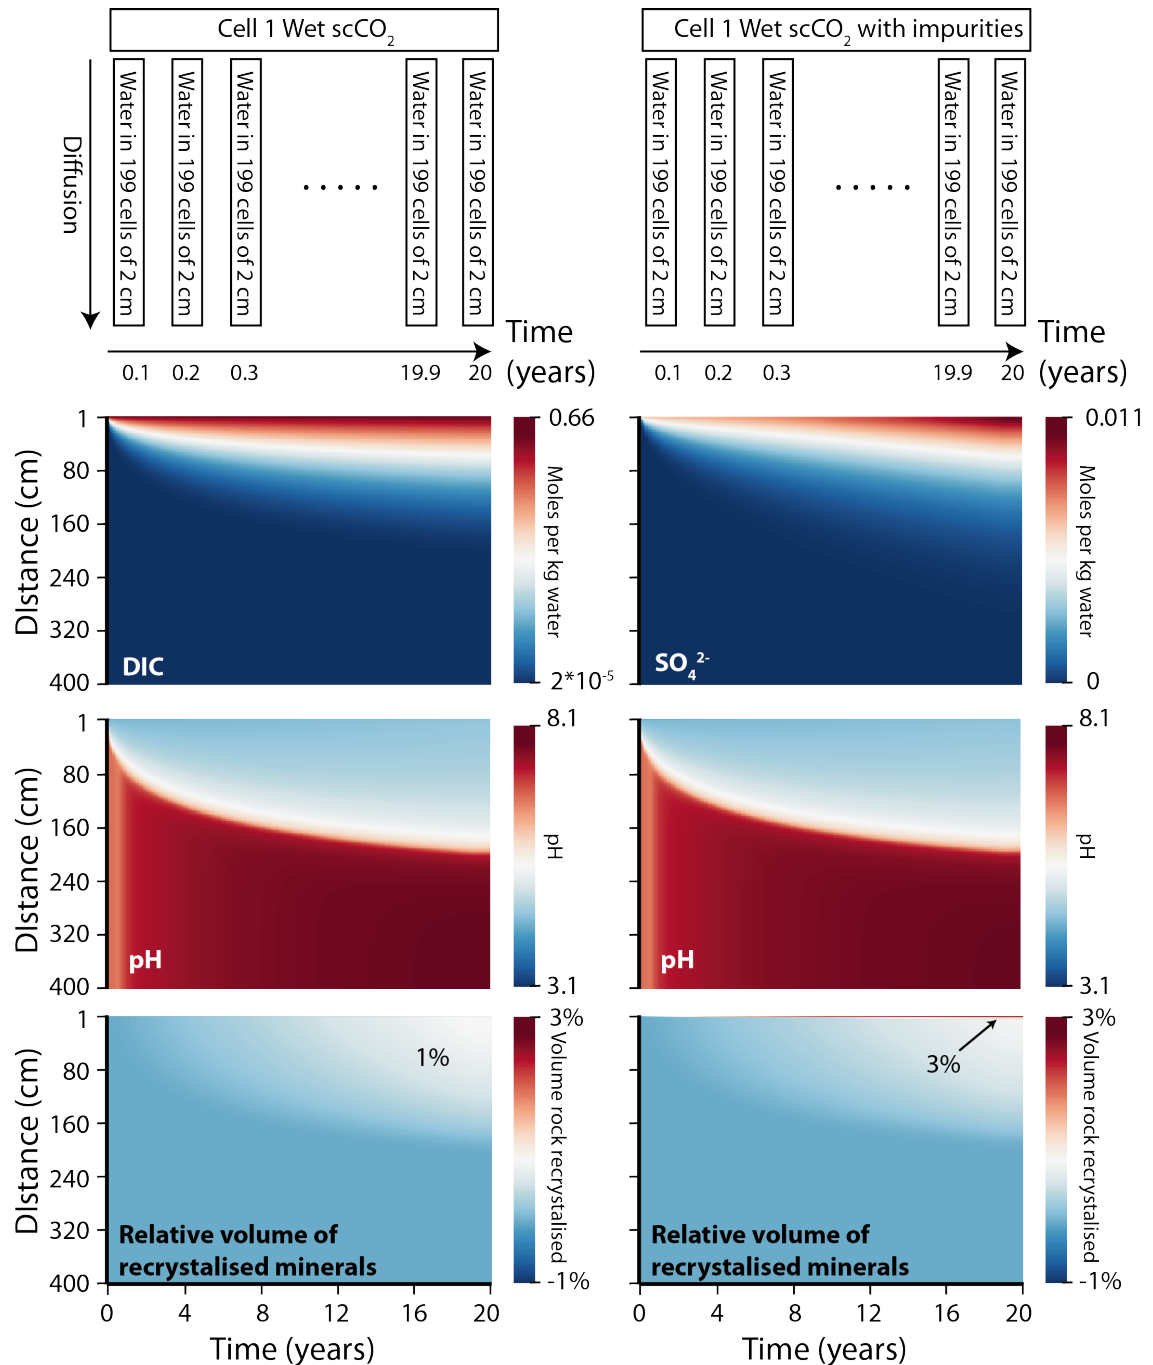 Cell 1 Wet scCO2
Cell 1 Wet scCO2 with impurities
Diffusion
Water in 199 cells of 2 cm
Water in 199 cells of 2 cm
Water in 199 cells of 2 cm
.....
Water in 199 cells of 2 cm
Water in 199 cells of 2 cm
Time
(years)
0.1 0.2 0.3 19.9 20
Water in 199 cells of 2 cm
Water in 199 cells of 2 cm
Water in 199 cells of 2 cm
.....
Water in 199 cells of 2 cm
Water in 199 cells of 2 cm
Time
(years)
0.1 0.2 0.3 19.9 20
DIstance (cm)
1
80
160
240
320
400
DIC
0.66
Moles per kg water
2*10-5
SO42-
0.011
Moles per kg water
0
DIstance (cm)
1
80
160
240
320
400
pH
8.1
pH
3.1
pH
8.1
pH
3.1
DIstance (cm)
1
80
160
240
320
400
1%
Relative volume of
recrystalised minerals
3%
Volume rock recrystallised
-1%
0 4 8 12 16 20
Time (years)
3%
Relative volume of
recrystalised minerals
3%
Volume rock recrystallised
-1%
0 4 8 12 16 20
Time (years)